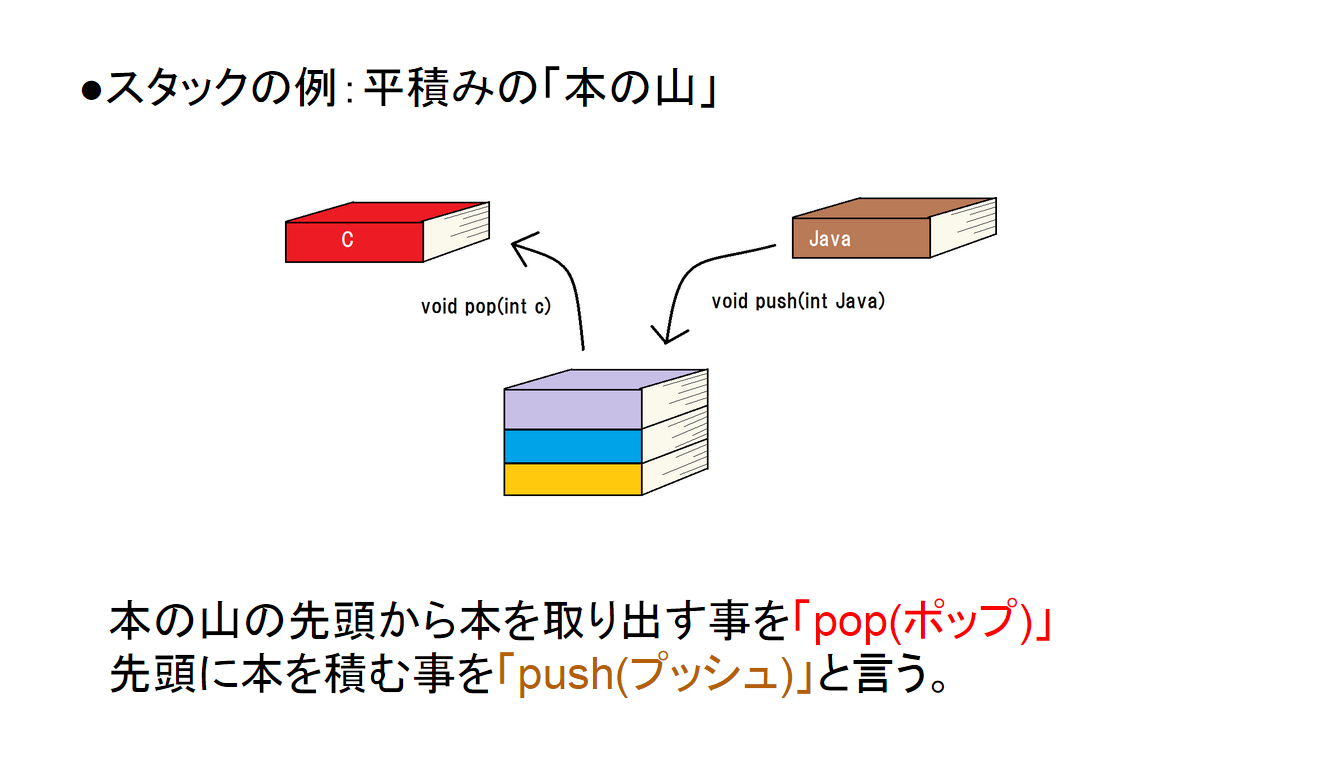 ●スタックの例：平積みの「本の山」
C
Java
void pop(int c)
void push(int Java)
本の山の先頭から本を取り出す事を「pop(ポップ)」
先頭に本を積む事を「push(プッシュ)」と言う。